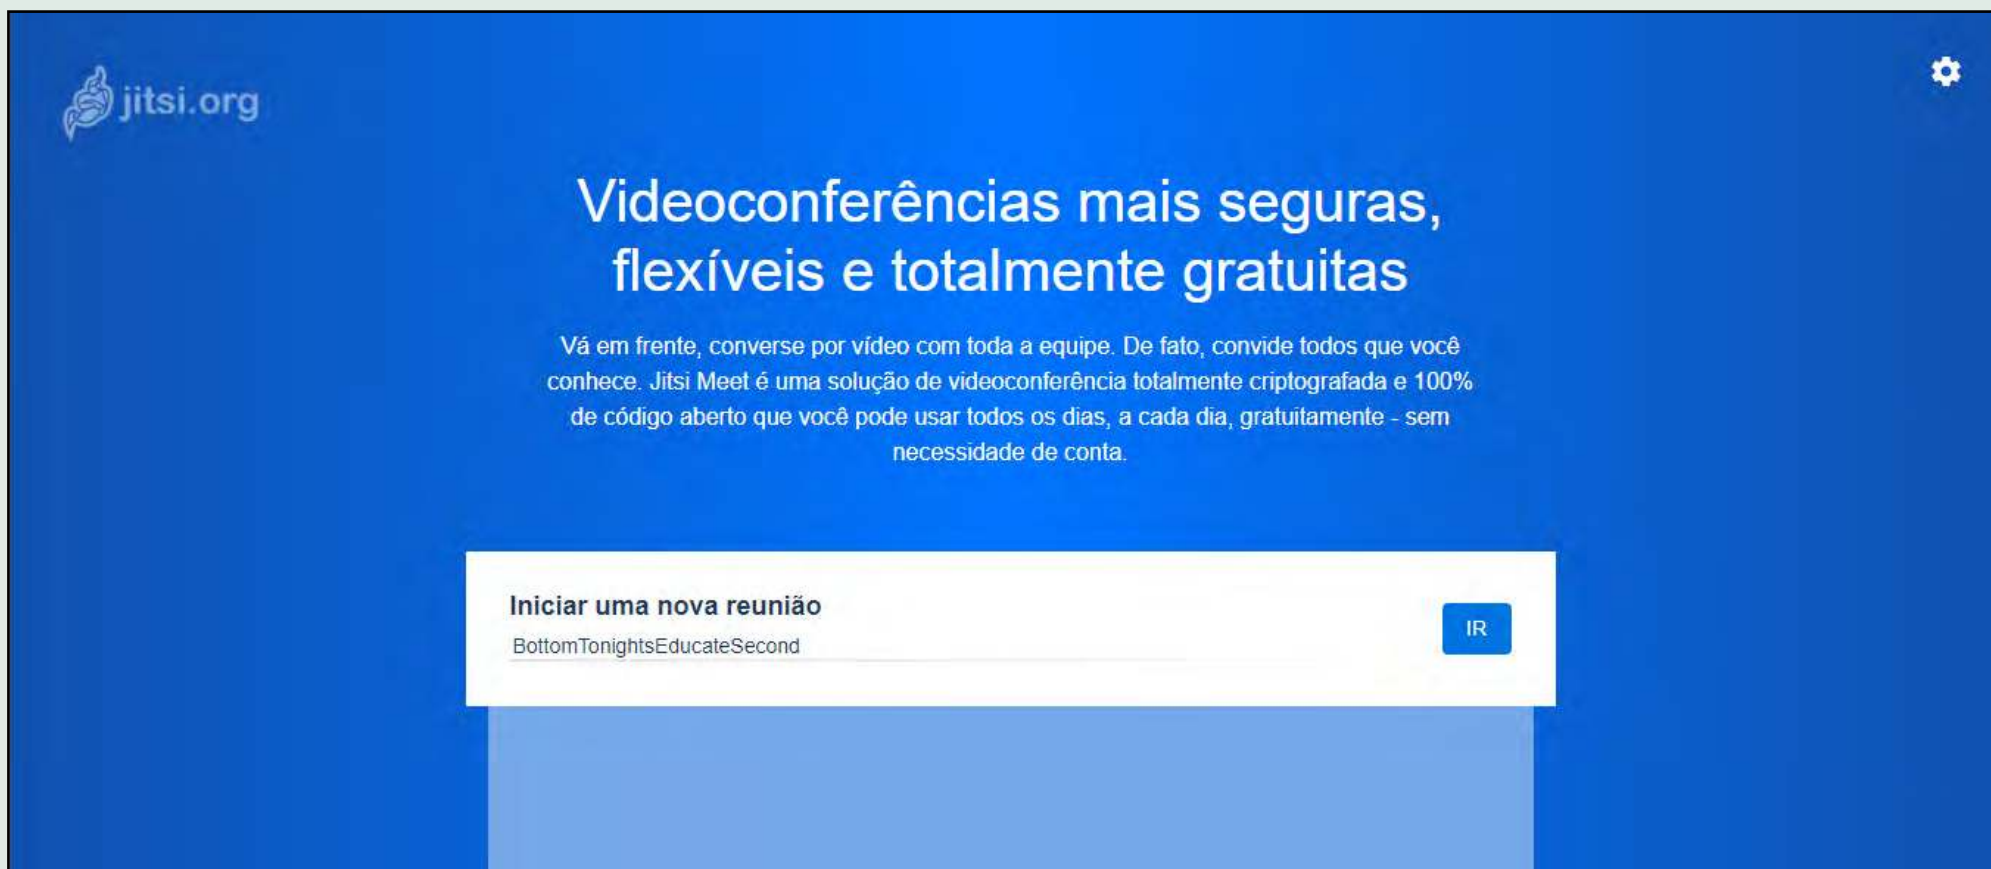 jitsi.org
Videoconferências mais seguras,
flexíveis e totalmente gratuitas
Vá em frente, converse por vídeo com toda a equipe. De fato, convide todos que você
conhece. Jitsi Meet é uma solução de videoconferência totalmente criptografada e 100%
de código aberto que você pode usar todos os dias, a cada dia, gratuitamente - sem
necessidade de conta.
Iniciar uma nova reunião
BottomTonightsEducateSecond
IR